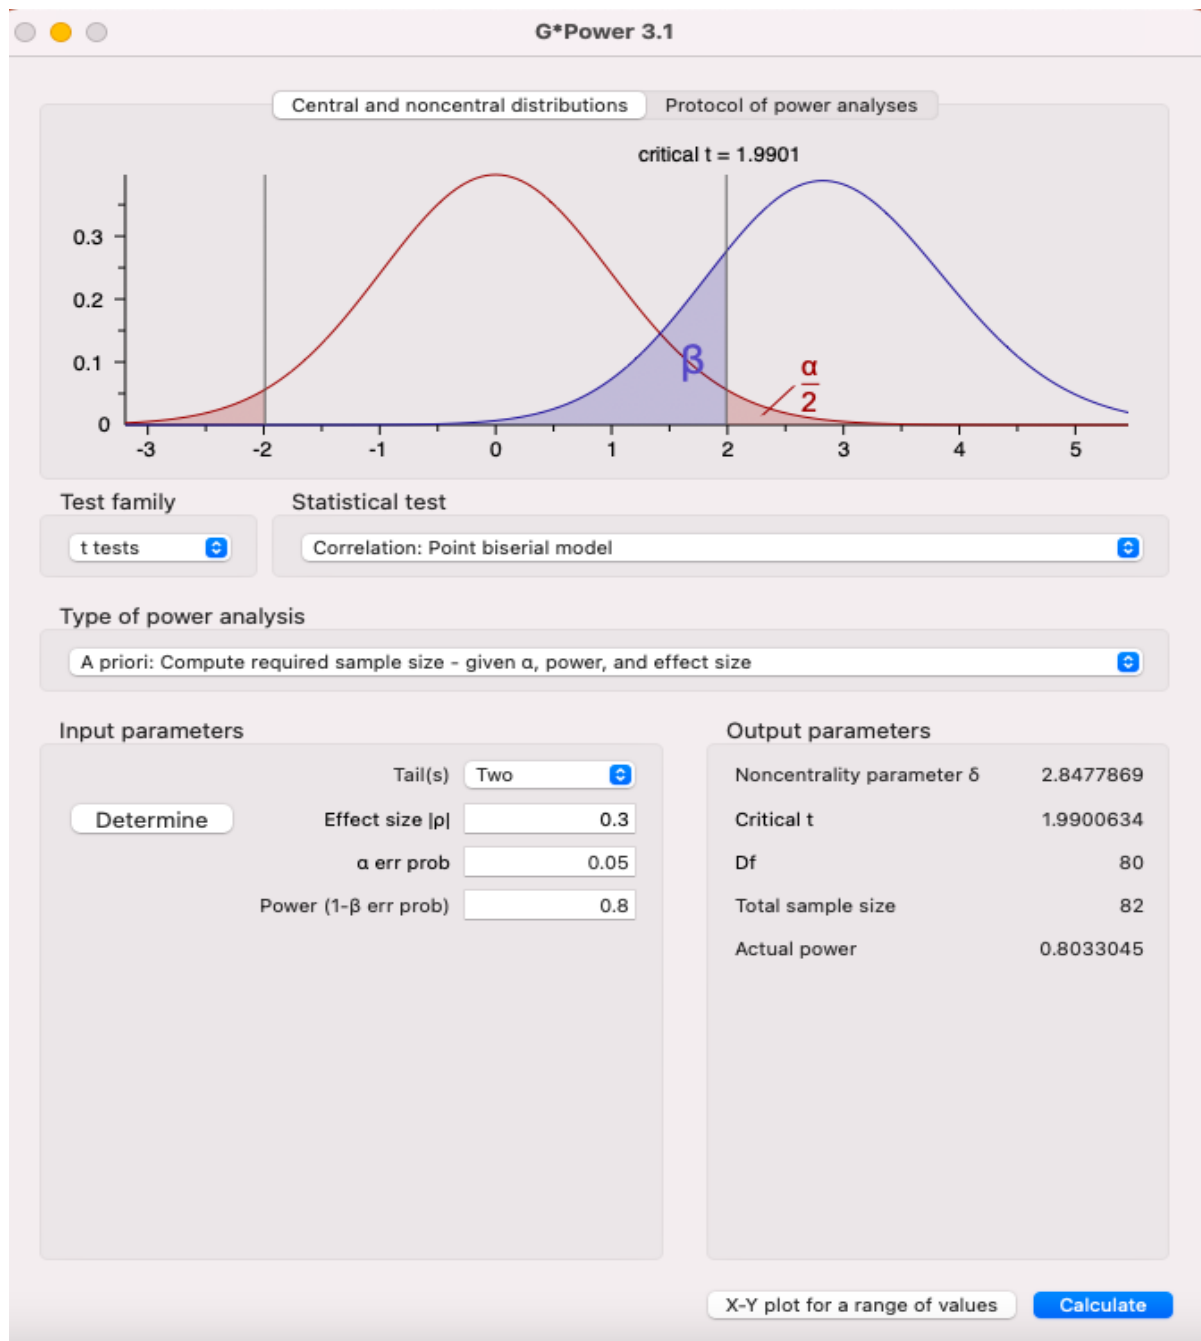 G*Power 3.1
Central and noncentral distributions Protocol of power analyses
critical t = 1.9901
0.3
0.2
0.1
0
β
α
2
-3 -2 -1 0 1 2 3 4 5
Test family Statistical test
t tests Correlation: Point biserial model
Type of power analysis
A priori: Compute required sample size - given α, power, and effect size
Input parameters
Tail(s) Two
Determine Effect size |ρ| 0.3
α err prob 0.05
Power (1-β err prob) 0.8
Output parameters
Noncentrality parameter δ 2.8477869
Critical t 1.9900634
Df 80
Total sample size 82
Actual power 0.8033045
X-Y plot for a range of values Calculate